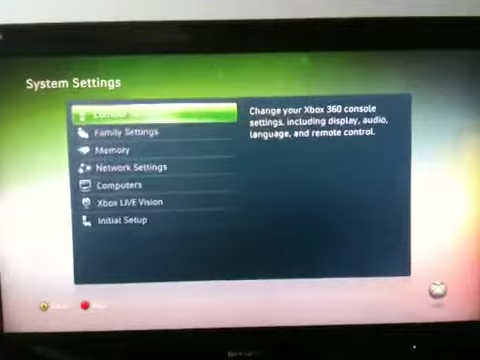 System Settings
Family Settings
Memory
Network Settings
Computers
Xbox LIVE Vision
Initial Setup
Change your Xbox 360 console
settings, including display, audio,
language, and remote control.